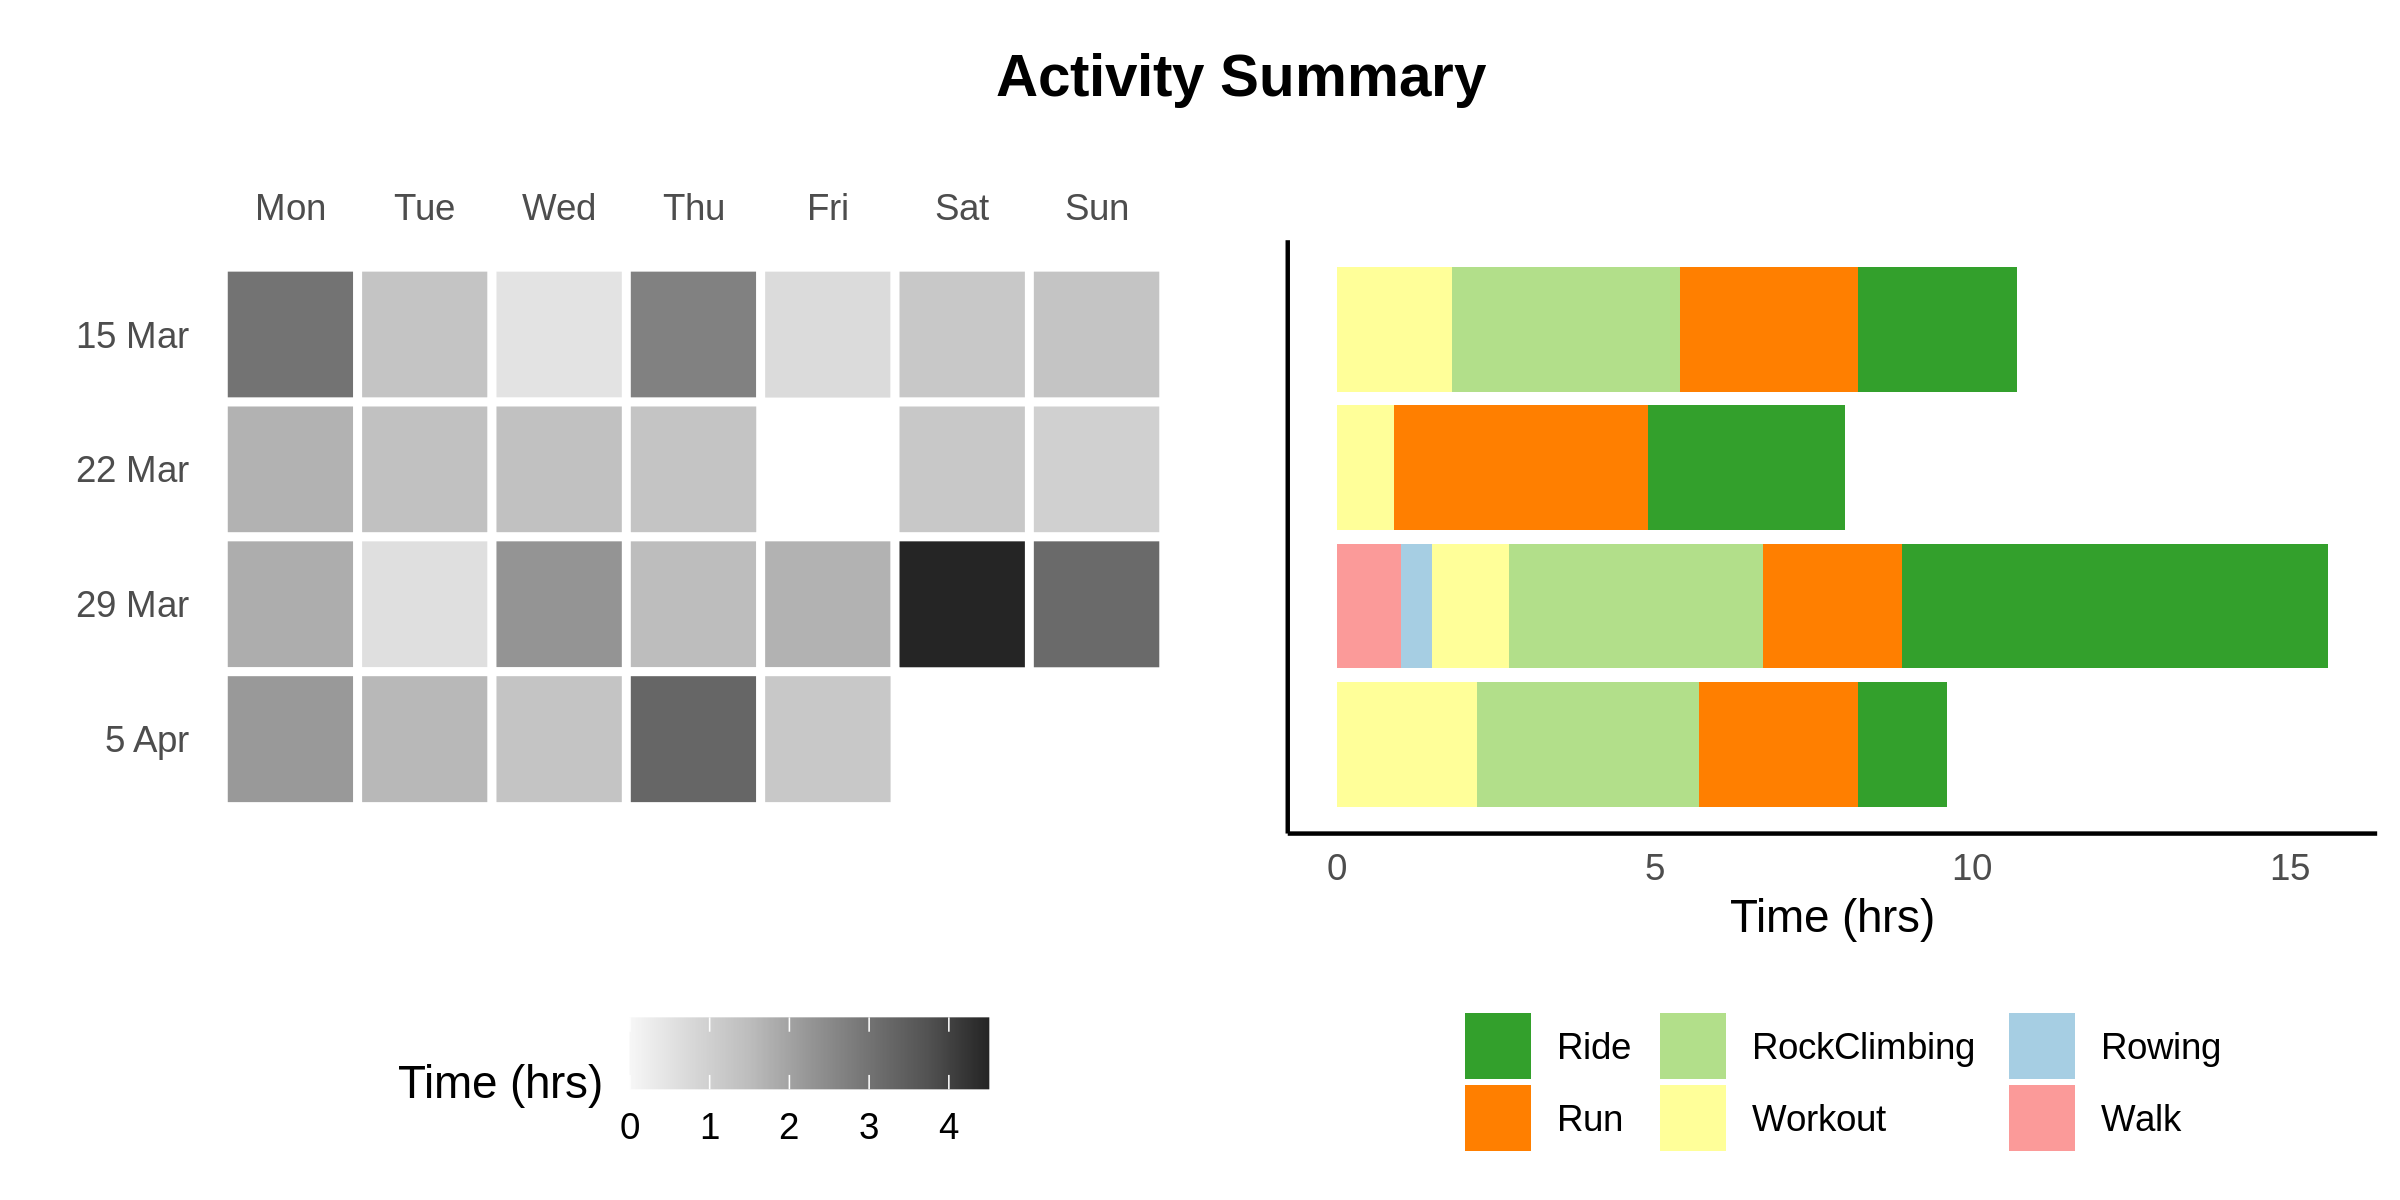 Activity Summary
Mon Tue Wed Thu Fri Sat Sun
15 Mar
22 Mar
29 Mar
5 Apr
0 5 10 15
Time (hrs)
Time (hrs)
0 1 2 3 4
Ride RockClimbing Rowing
Run Workout Walk